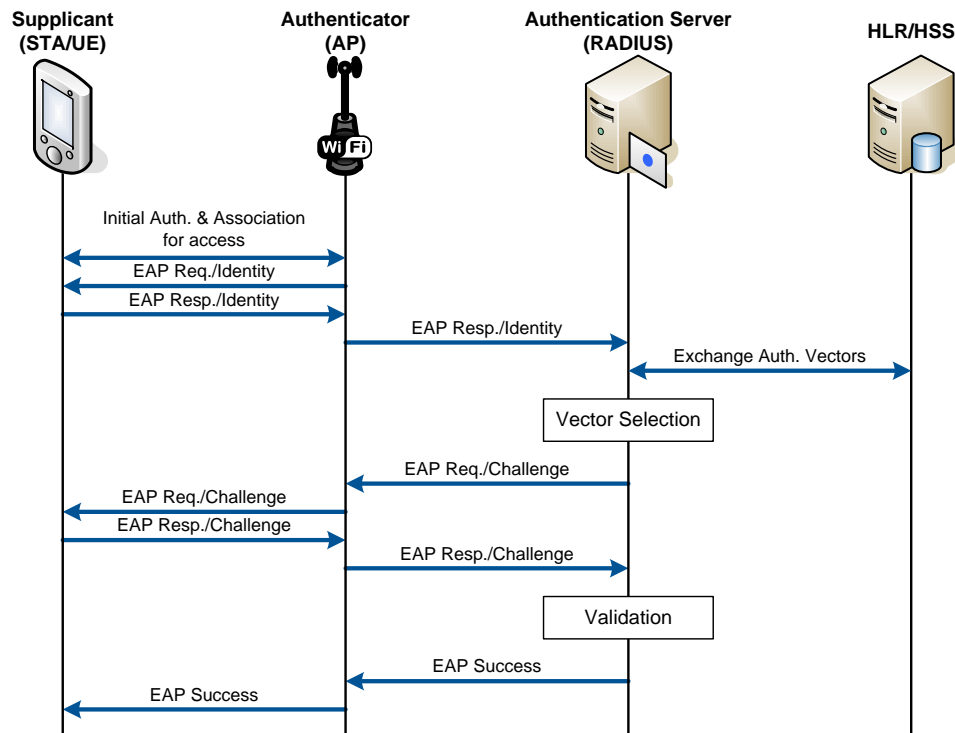 Supplicant
(STA/UE)
Authenticator
(AP)
Authentication Server
(RADIUS)
HLR/HSS
Wi Fi
Initial Auth. & Association
for access
EAP Req./Identity
EAP Resp./Identity
EAP Resp./Identity
Exchange Auth. Vectors
Vector Selection
EAP Req./Challenge
EAP Req./Challenge
EAP Resp./Challenge
EAP Resp./Challenge
Validation
EAP Success
EAP Success